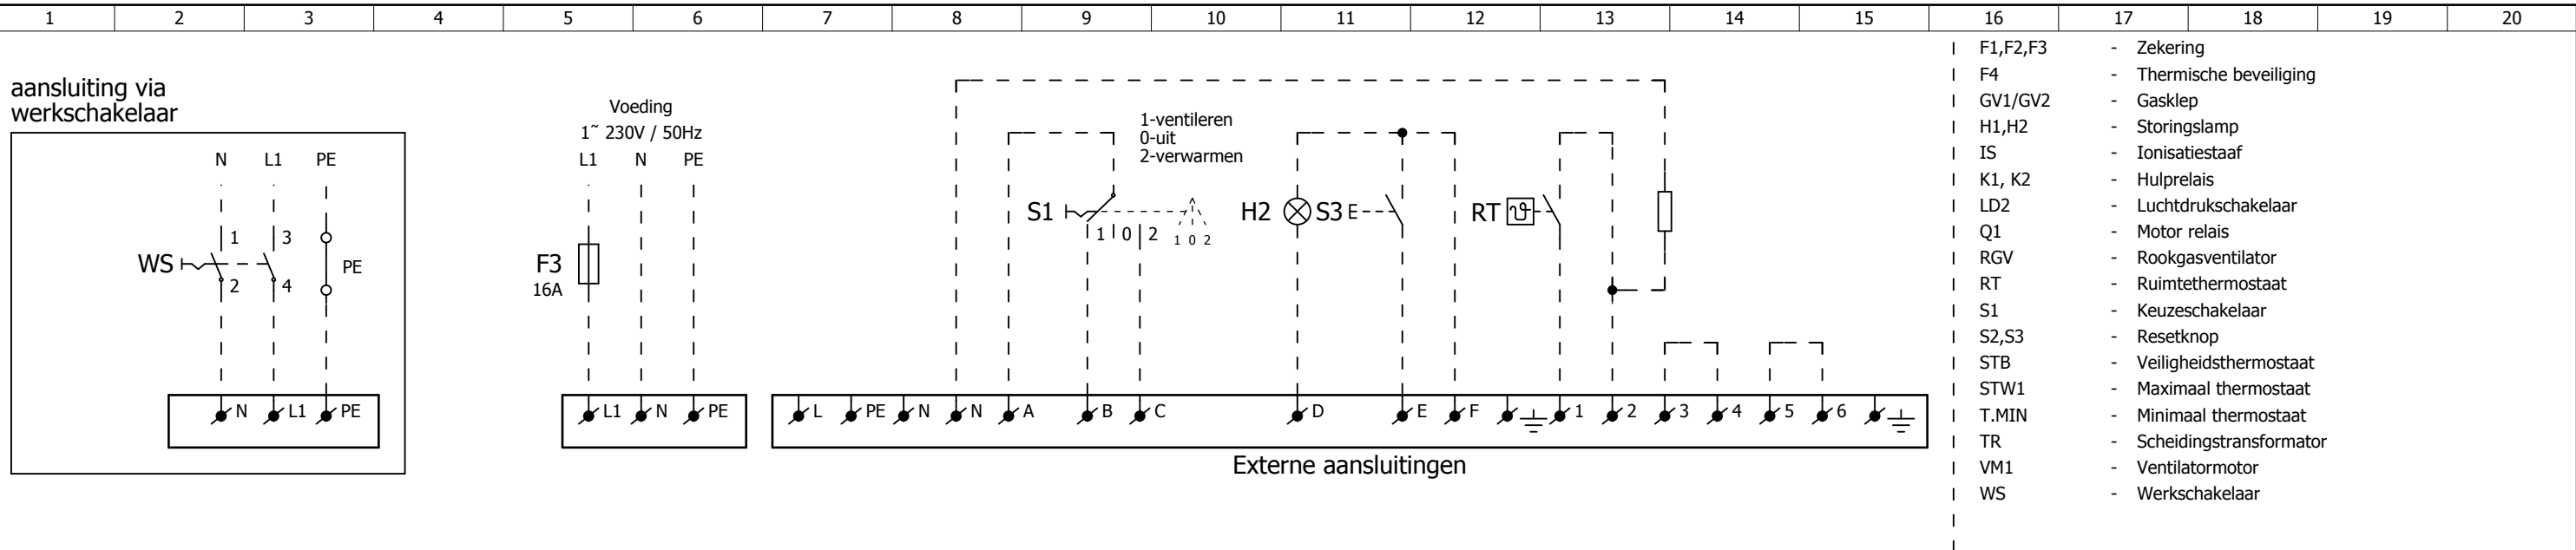 1 2 3 4 5 6 7 8 9 10 11 12 13 14 15 16 17 18 19 20
aansluiting via
werkschakelaar
N L1 PE
WS
1 3
2 4
PE
N L1 PE
Voeding
1~ 230V / 50Hz
L1 N PE
F3
16A
L1 N PE
1-ventileren
0-uit
2-verwarmen
S1
1 0 2
1 0 2
H2
S3 E
RT
L PE N N A B C D E F 1 2 3 4 5 6
Externe aansluitingen
F1,F2,F3 - Zekering
F4 - Thermische beveiliging
GV1/GV2 - Gasklep
H1,H2 - Storingslamp
IS - Ionisatiestaaf
K1, K2 - Hulprelais
LD2 - Luchtdrukschakelaar
Q1 - Motor relais
RGV - Rookgasventilator
RT - Ruimtethermostaat
S1 - Keuzeschakelaar
S2,S3 - Resetknop
STB - Veiligheidsthermostaat
STW1 - Maximaal thermostaat
T.MIN - Minimaal thermostaat
TR - Scheidingstransformator
VM1 - Ventilatormotor
WS - Werkschakelaar